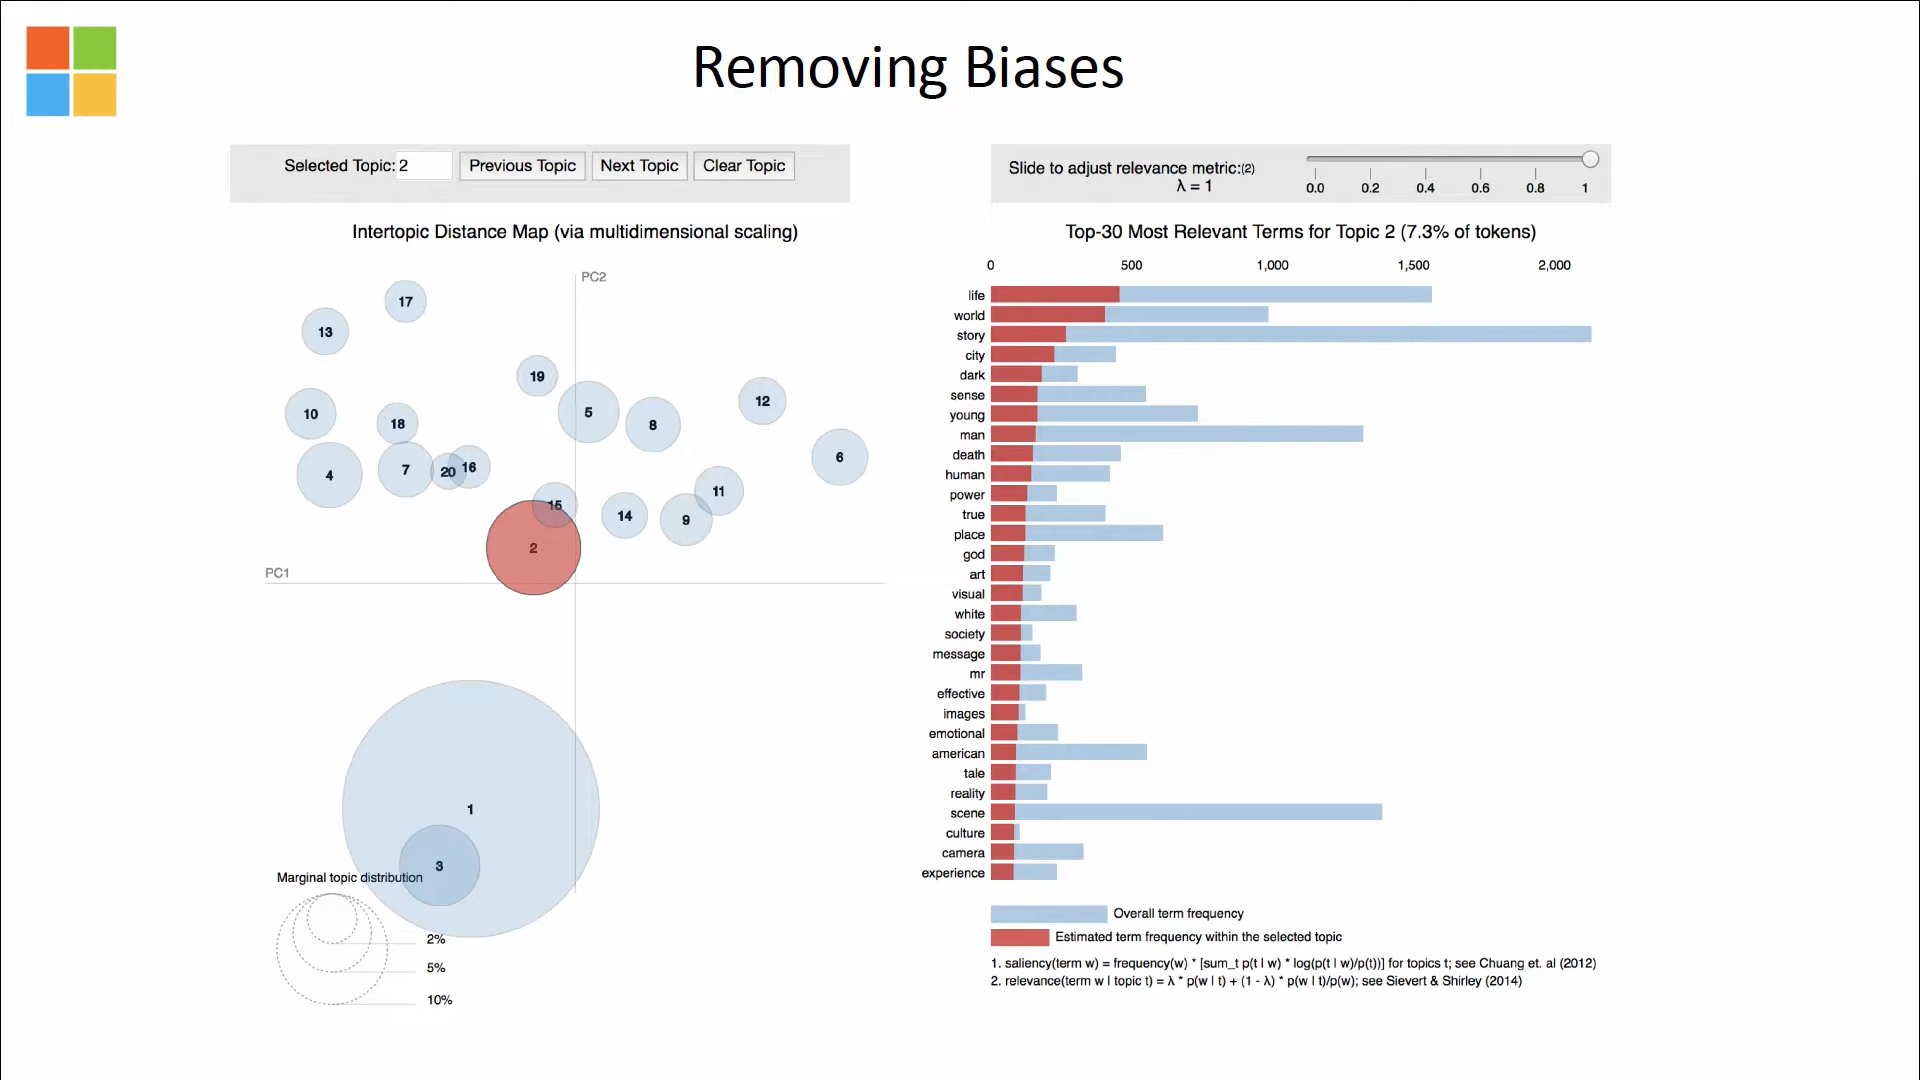 Removing Biases
Selected Topic: 2 Previous Topic Next Topic Clear Topic
Slide to adjust relevance metric:(2)
λ = 1
0.0 0.2 0.4 0.6 0.8 1
Intertopic Distance Map (via multidimensional scaling)
PC2
PC1
17
13
19
10
18
5
8
12
4
7
20
16
6
15
14
9
11
2
1
3
Marginal topic distribution
2%
5%
10%
Top-30 Most Relevant Terms for Topic 2 (7.3% of tokens)
0 500 1,000 1,500 2,000
life
world
story
city
dark
sense
young
man
death
human
power
true
place
god
art
visual
white
society
message
mr
effective
images
emotional
american
tale
reality
scene
culture
camera
experience
Overall term frequency
Estimated term frequency within the selected topic
1. saliency(term w) = frequency(w) * [sum_t p(t | w) * log(p(t | w)/p(t))] for topics t; see Chuang et. al (2012)
2. relevance(term w | topic t) = λ * p(w | t) + (1 - λ) * p(w | t)/p(w); see Sievert & Shirley (2014)